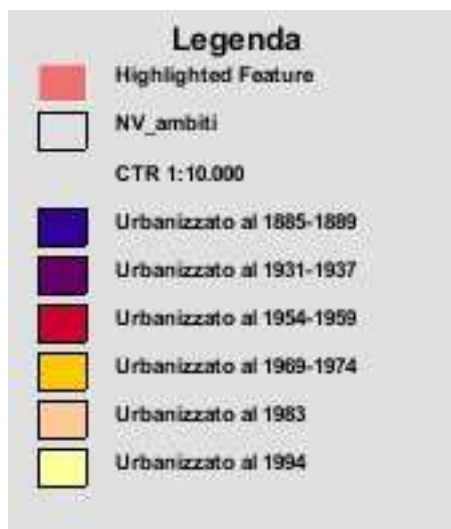 Legenda
Highlighted Feature
NV_ambiti
CTR 1:10.000
Urbanizzato al 1885-1889
Urbanizzato al 1931-1937
Urbanizzato al 1954-1959
Urbanizzato al 1969-1974
Urbanizzato al 1983
Urbanizzato al 1994